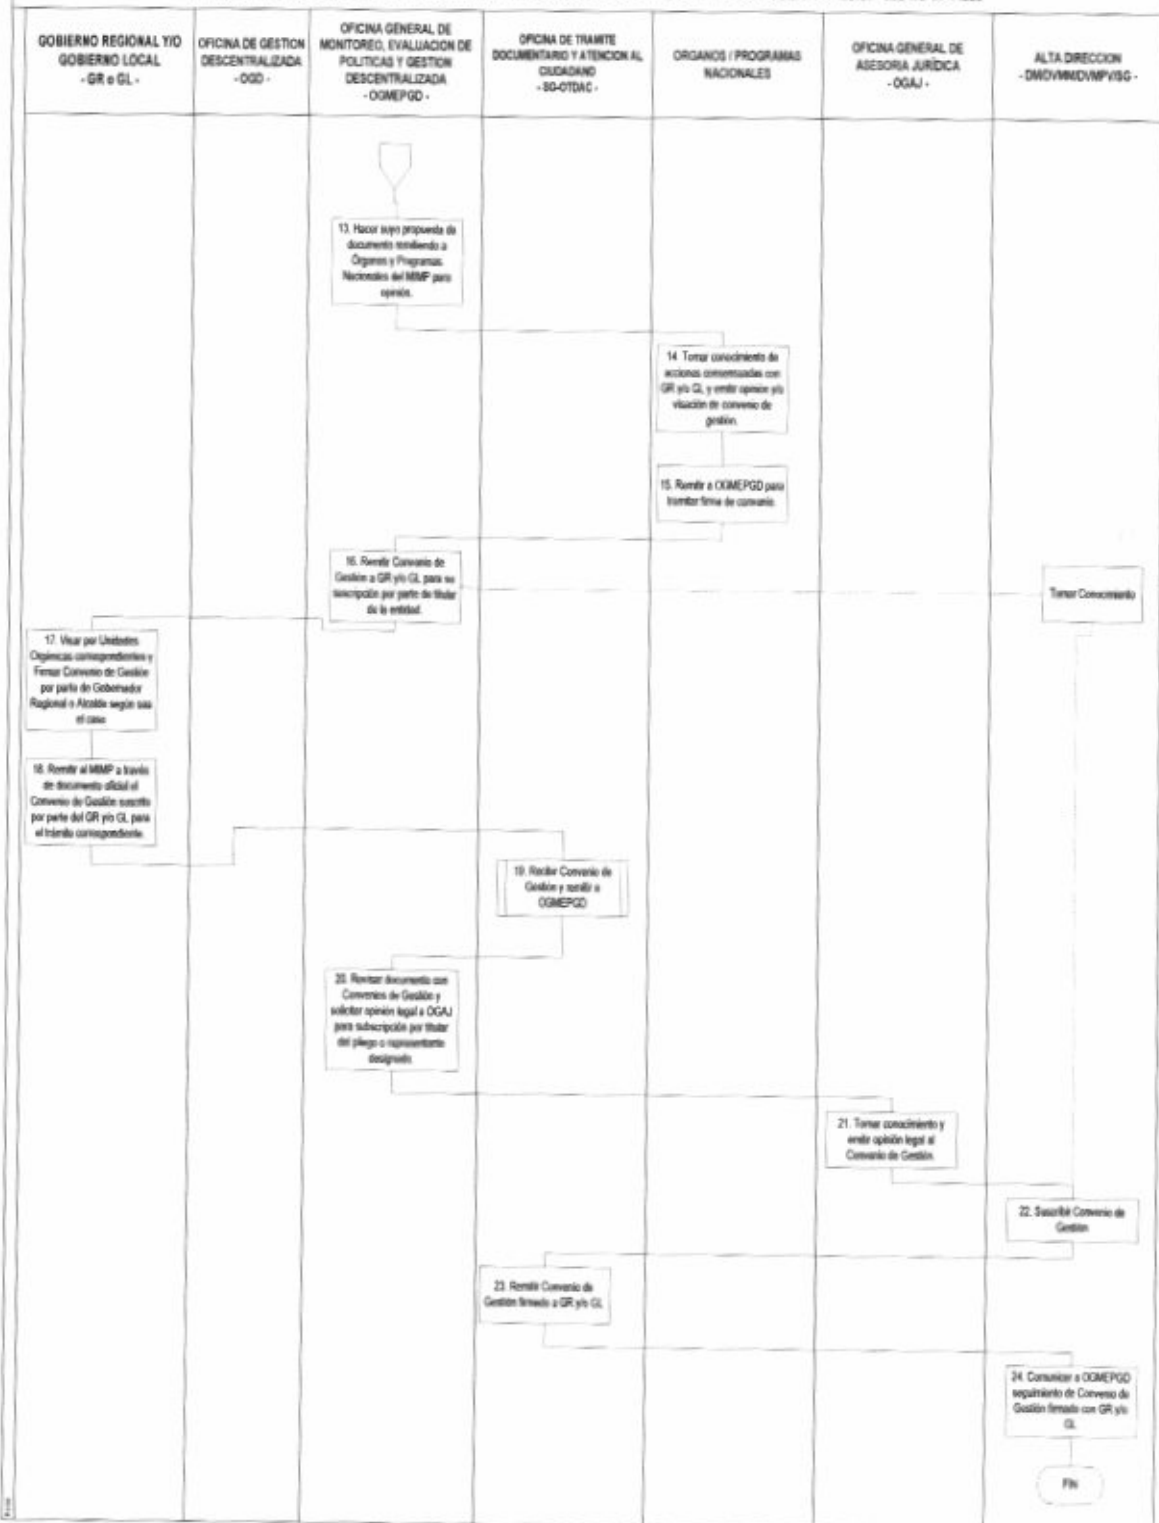 GOBIERNO REGIONAL Y/O
GOBIERNO LOCAL
- GR o GL -
OFICINA DE GESTION
DESCENTRALIZADA
- OGD -
OFICINA GENERAL DE
MONITOREO, EVALUACION DE
POLITICAS Y GESTION
DESCENTRALIZADA
- OGMEPGD -
OFICINA DE TRAMITE
DOCUMENTARIO Y ATENCION AL
CIUDADANO
- SG-OTDAC -
ORGANOS / PROGRAMAS
NACIONALES
OFICINA GENERAL DE
ASESORIA JURÍDICA
- OGAJ -
ALTA DIRECCION
- DM/DVMM/DVMPV/SG -
13. Hacer suyo propuesta de
documento remitiendo a
Órganos y Programas
Nacionales del MIMP para
opinión.
14. Tomar conocimiento de
acciones consensuadas con
GR y/o GL, y emitir opinión y/o
visación de convenio de
gestión.
15. Remitir a OGMEPGD para
tramitar firma de convenio.
16. Remitir Convenio de
Gestión a GR y/o GL para su
suscripción por parte de titular
de la entidad.
Tomar Conocimiento
17. Visar por Unidades
Orgánicas correspondientes y
Firmar Convenio de Gestión
por parte de Gobernador
Regional o Alcalde según sea
el caso
18. Remitir al MIMP a través
de documento oficial el
Convenio de Gestión suscrito
por parte del GR y/o GL para
el trámite correspondiente.
19. Recibir Convenio de
Gestión y remitir a
OGMEPGD
20. Revisar documento con
Convenios de Gestión y
solicitar opinión legal a OGAJ
para subscripción por titular
del pliego o representante
designado.
21. Tomar conocimiento y
emitir opinión legal al
Convenio de Gestión.
22. Suscribir Convenio de
Gestión
23. Remitir Convenio de
Gestión firmado a GR y/o GL
24. Comunicar a OGMEPGD
seguimiento de Convenio de
Gestión firmado con GR y/o
GL
Fin